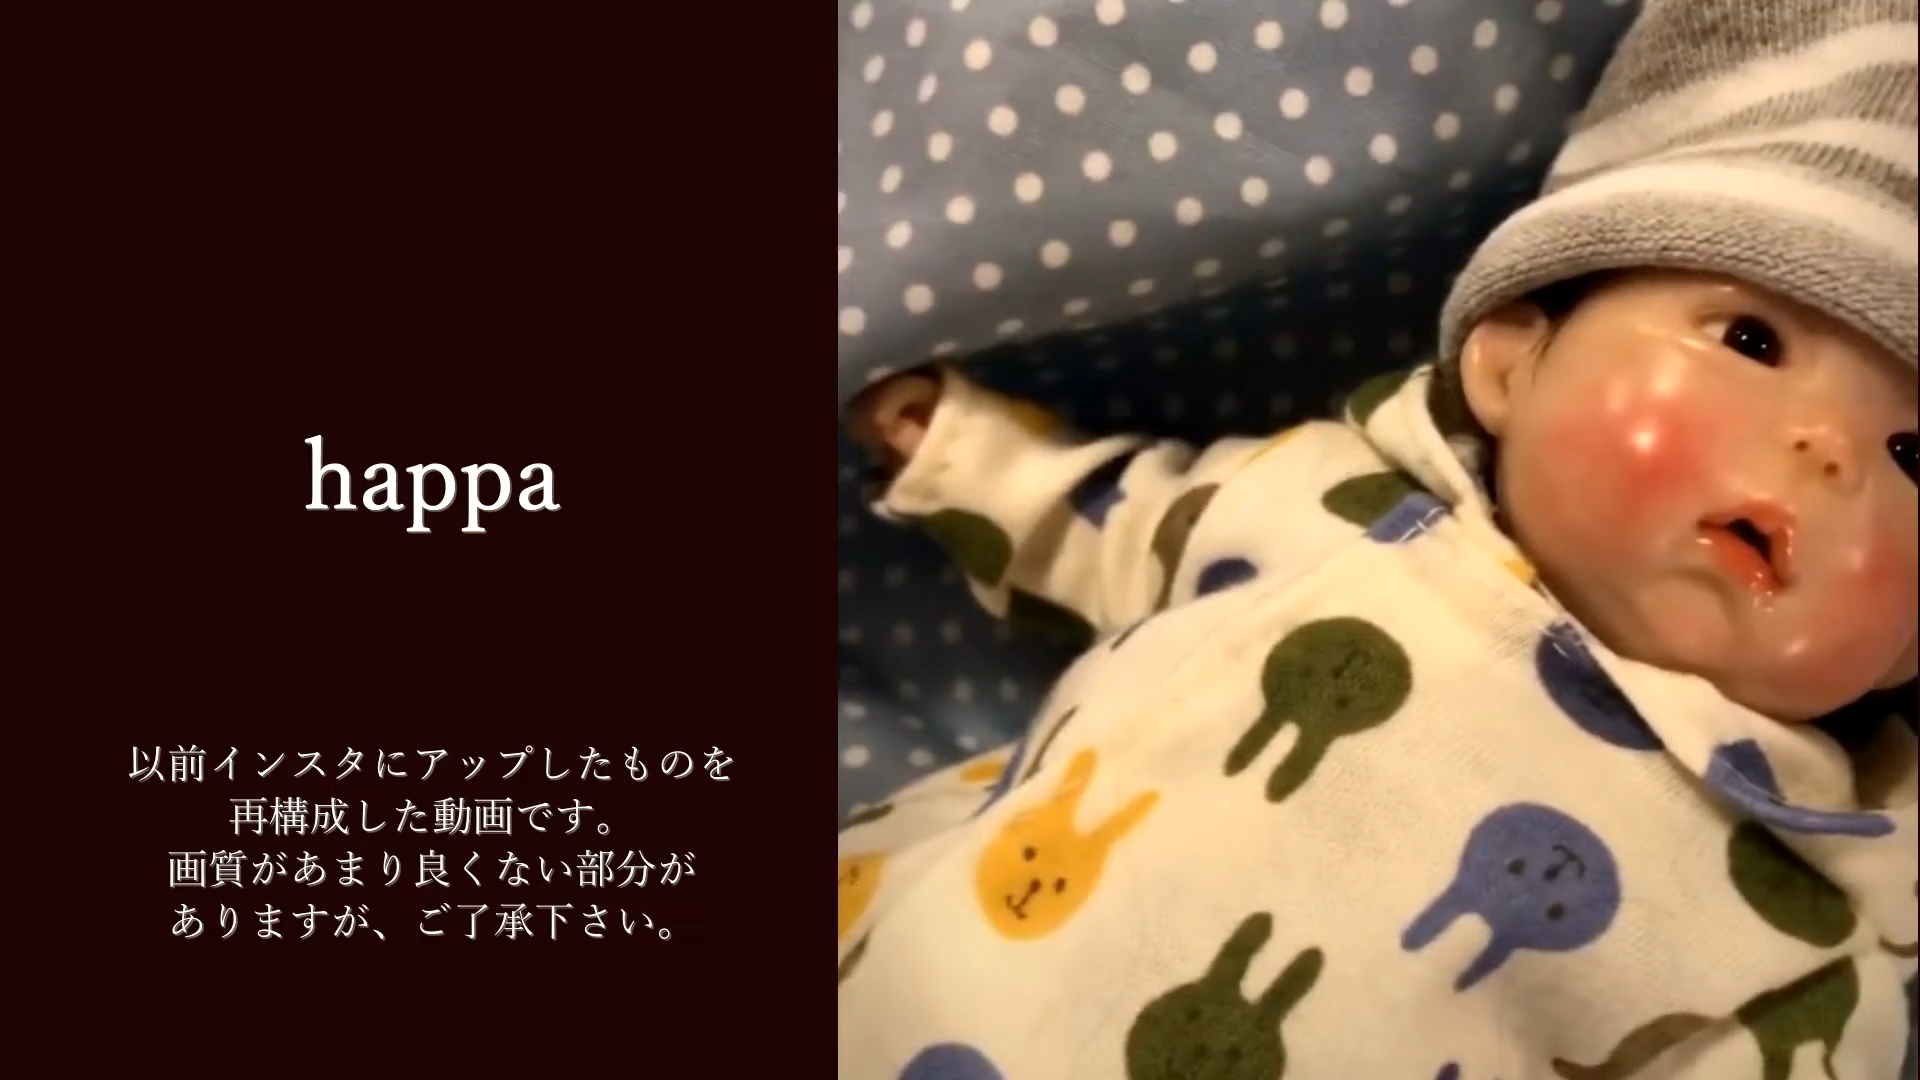 happa
以前インスタにアップしたものを
再構成した動画です。
画質があまり良くない部分が
ありますが、ご了承下さい。